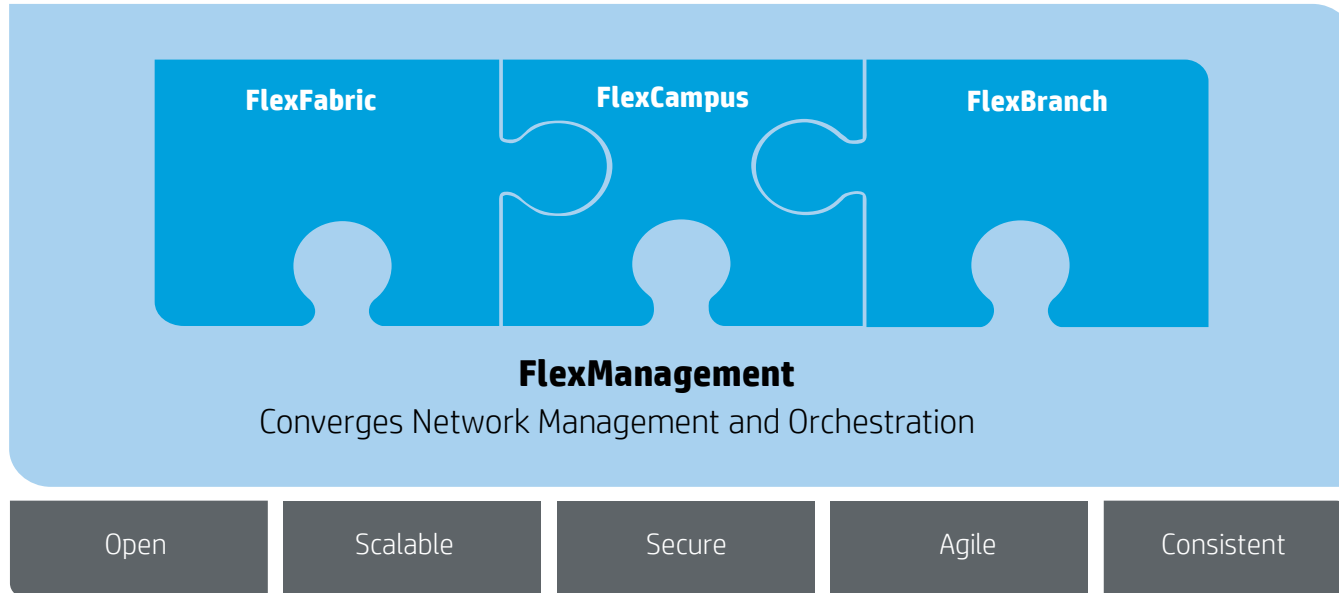 FlexFabric
FlexCampus
FlexBranch
FlexManagement
Converges Network Management and Orchestration
Open
Scalable
Secure
Agile
Consistent